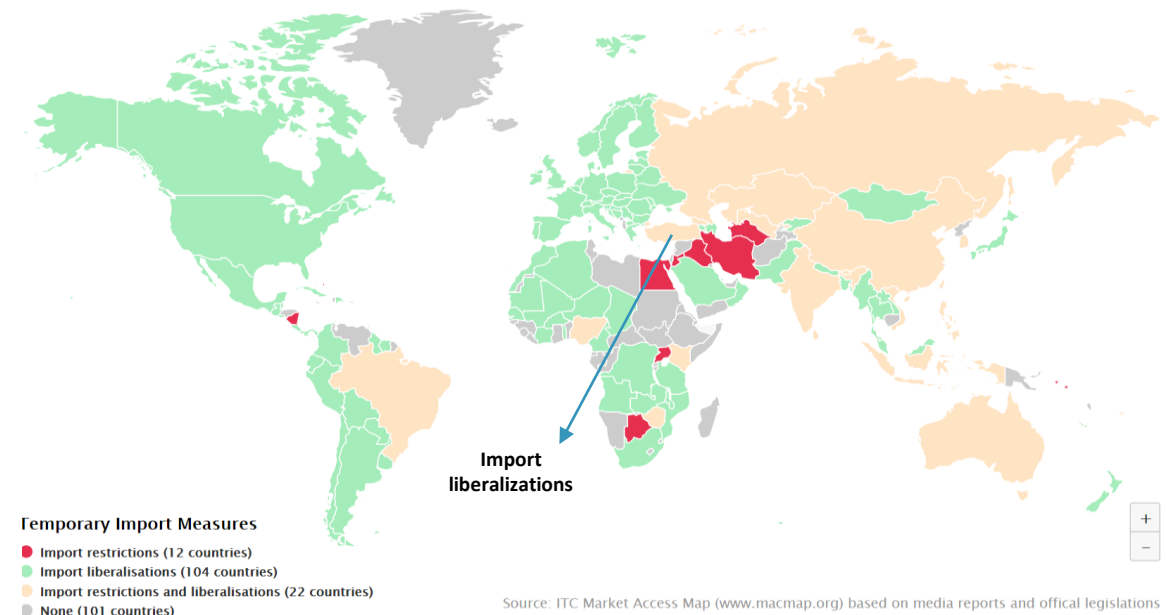 Import
liberalizations
Temporary Import Measures
Import restrictions (12 countries)
Import liberalisations (104 countries)
Import restrictions and liberalisations (22 countries)
None (101 countries)
+
−
Source: ITC Market Access Map (www.macmap.org) based on media reports and offical legislations